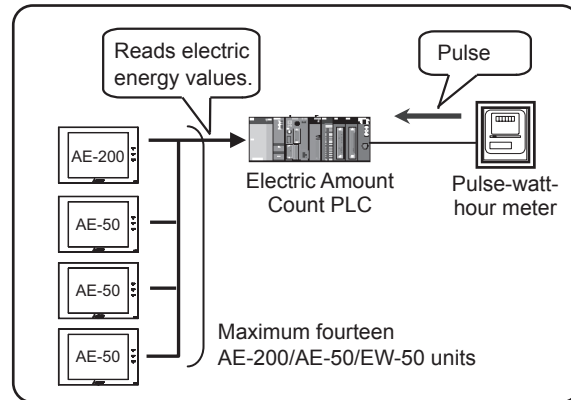 Reads electric
energy values.
Pulse
AE-200
AE-50
AE-50
AE-50
Electric Amount
Count PLC
Pulse-watt-
hour meter
Maximum fourteen
AE-200/AE-50/EW-50 units